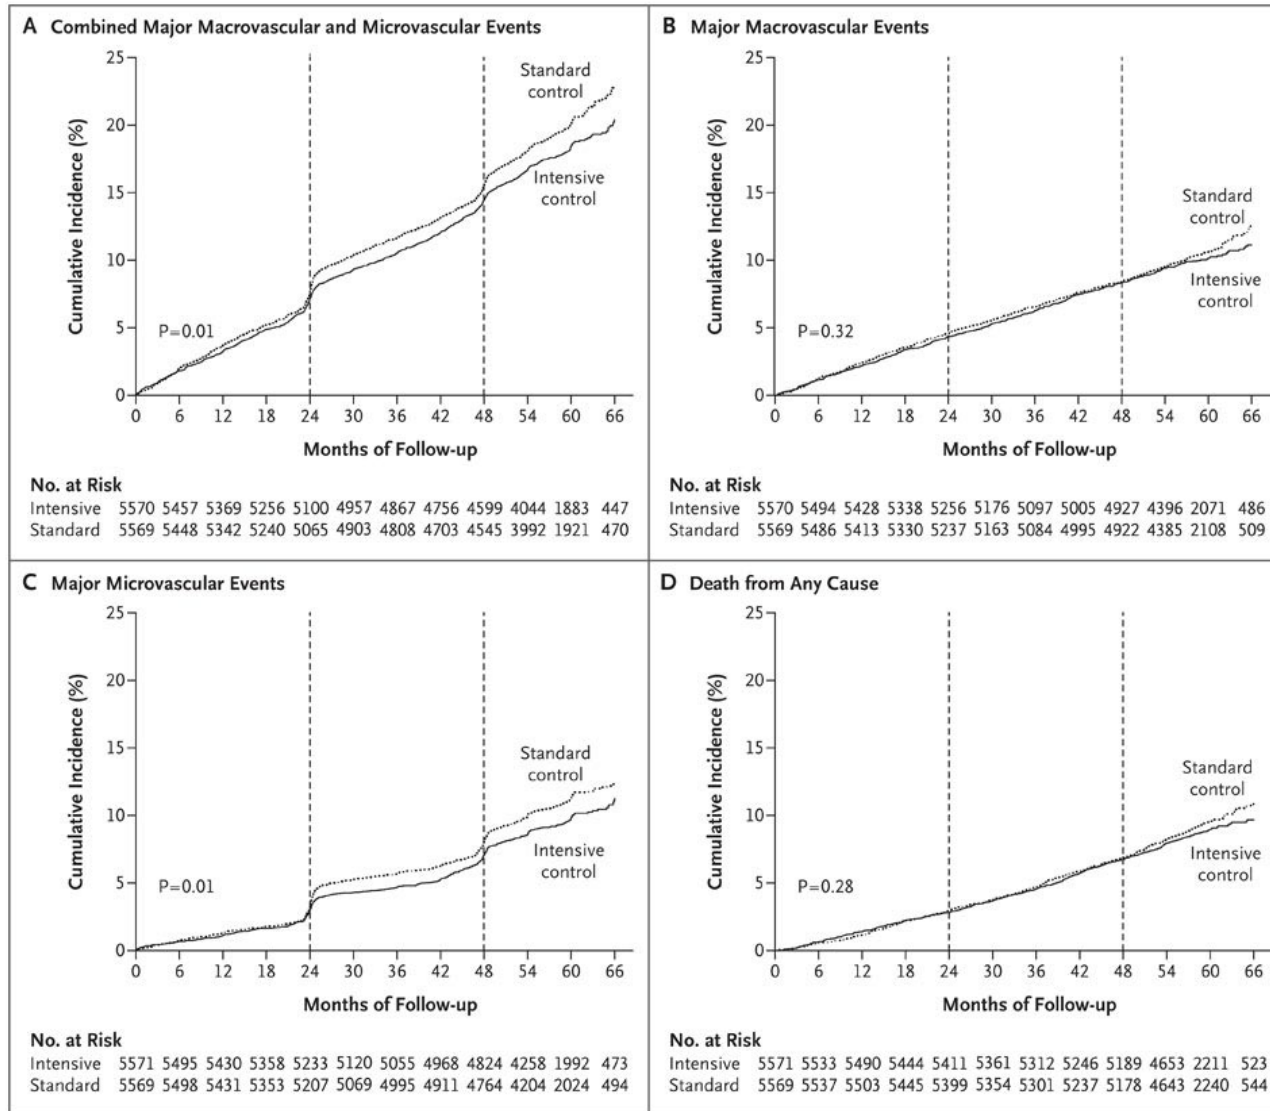 A Combined Major Macrovascular and Microvascular Events
25
20
15
10
5
0
Cumulative Incidence (%)
Standard
control
Intensive
control
P=0.01
0 6 12 18 24 30 36 42 48 54 60 66
Months of Follow-up
No. at Risk
Intensive 5570 5457 5369 5256 5100 4957 4867 4756 4599 4044 1883 447
Standard 5569 5448 5342 5240 5065 4903 4808 4703 4545 3992 1921 470
B Major Macrovascular Events
25
20
15
10
5
0
Cumulative Incidence (%)
Standard
control
Intensive
control
P=0.32
0 6 12 18 24 30 36 42 48 54 60 66
Months of Follow-up
No. at Risk
Intensive 5570 5494 5428 5338 5256 5176 5097 5005 4927 4396 2071 486
Standard 5569 5486 5413 5330 5237 5163 5084 4995 4922 4385 2108 509
C Major Microvascular Events
25
20
15
10
5
0
Cumulative Incidence (%)
Standard
control
Intensive
control
P=0.01
0 6 12 18 24 30 36 42 48 54 60 66
Months of Follow-up
No. at Risk
Intensive 5571 5495 5430 5358 5233 5120 5055 4968 4824 4258 1992 473
Standard 5569 5498 5431 5353 5207 5069 4995 4911 4764 4204 2024 494
D Death from Any Cause
25
20
15
10
5
0
Cumulative Incidence (%)
Standard
control
Intensive
control
P=0.28
0 6 12 18 24 30 36 42 48 54 60 66
Months of Follow-up
No. at Risk
Intensive 5571 5533 5490 5444 5411 5361 5312 5246 5189 4653 2211 523
Standard 5569 5537 5503 5445 5399 5354 5301 5237 5178 4643 2240 544